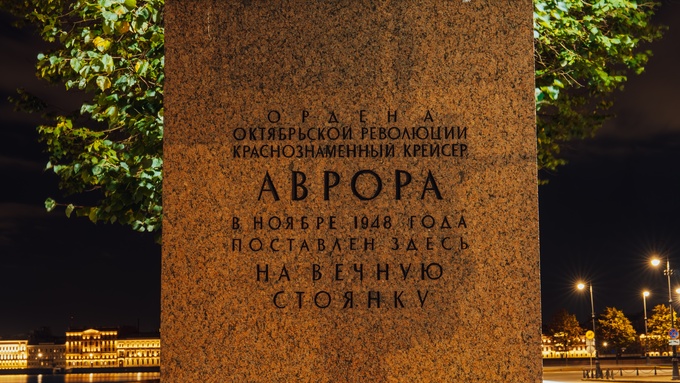 ОРДЕНА
ОКТЯБРЬСКОЙ РЕВОЛЮЦИИ
КРАСНОЗНАМЕННЫЙ КРЕЙСЕР
АВРОРА
В НОЯБРЕ 1948 ГОДА
ПОСТАВЛЕН ЗДЕСЬ
НА ВЕЧНУЮ
СТОЯНКУ